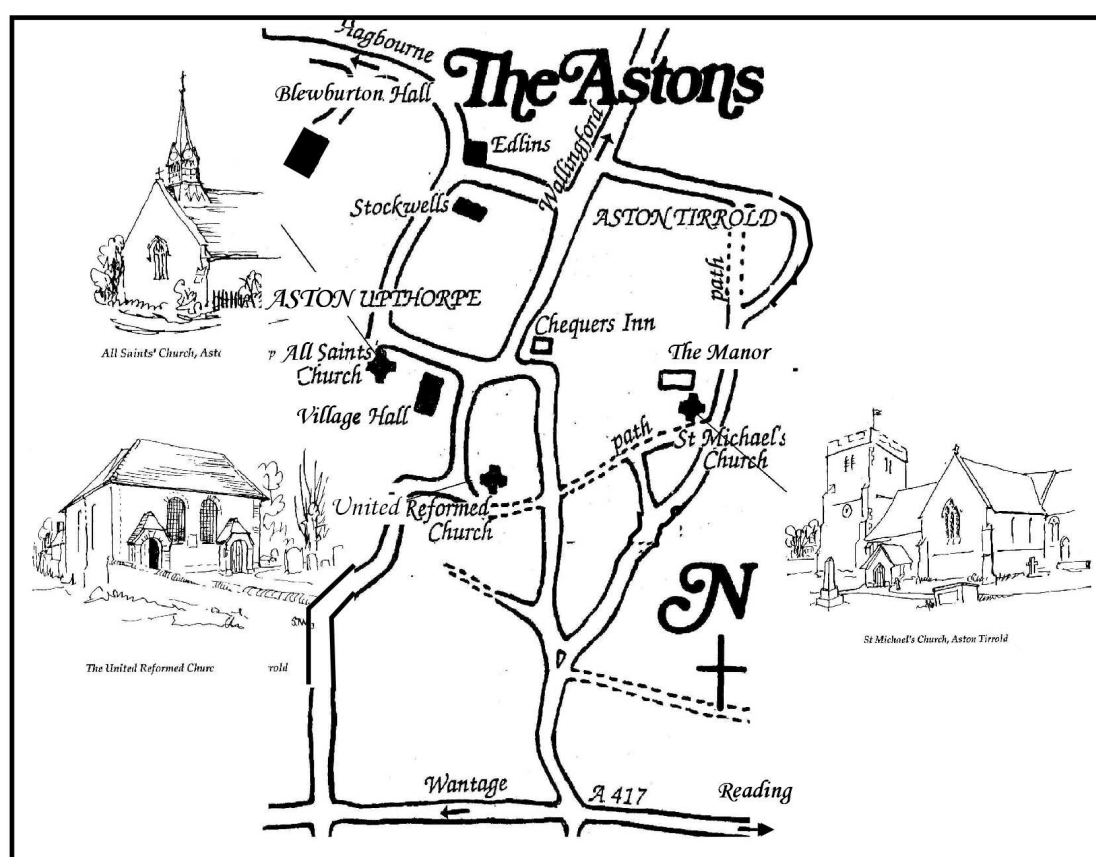 Hagbourne
The Astons
Blewburton Hall
Edlins
Wallingford
Stockwells
ASTON TIRROLD
path
ASTON UPTHORPE
Chequers Inn
All Saints' Church, Asto
p
All Saints'
Church
The Manor
Village Hall
path
St Michael's
Church
United Reformed
Church
N
The United Reformed Churc
rold
St Michael's Church, Aston Tirrold
Wantage
A 417
Reading